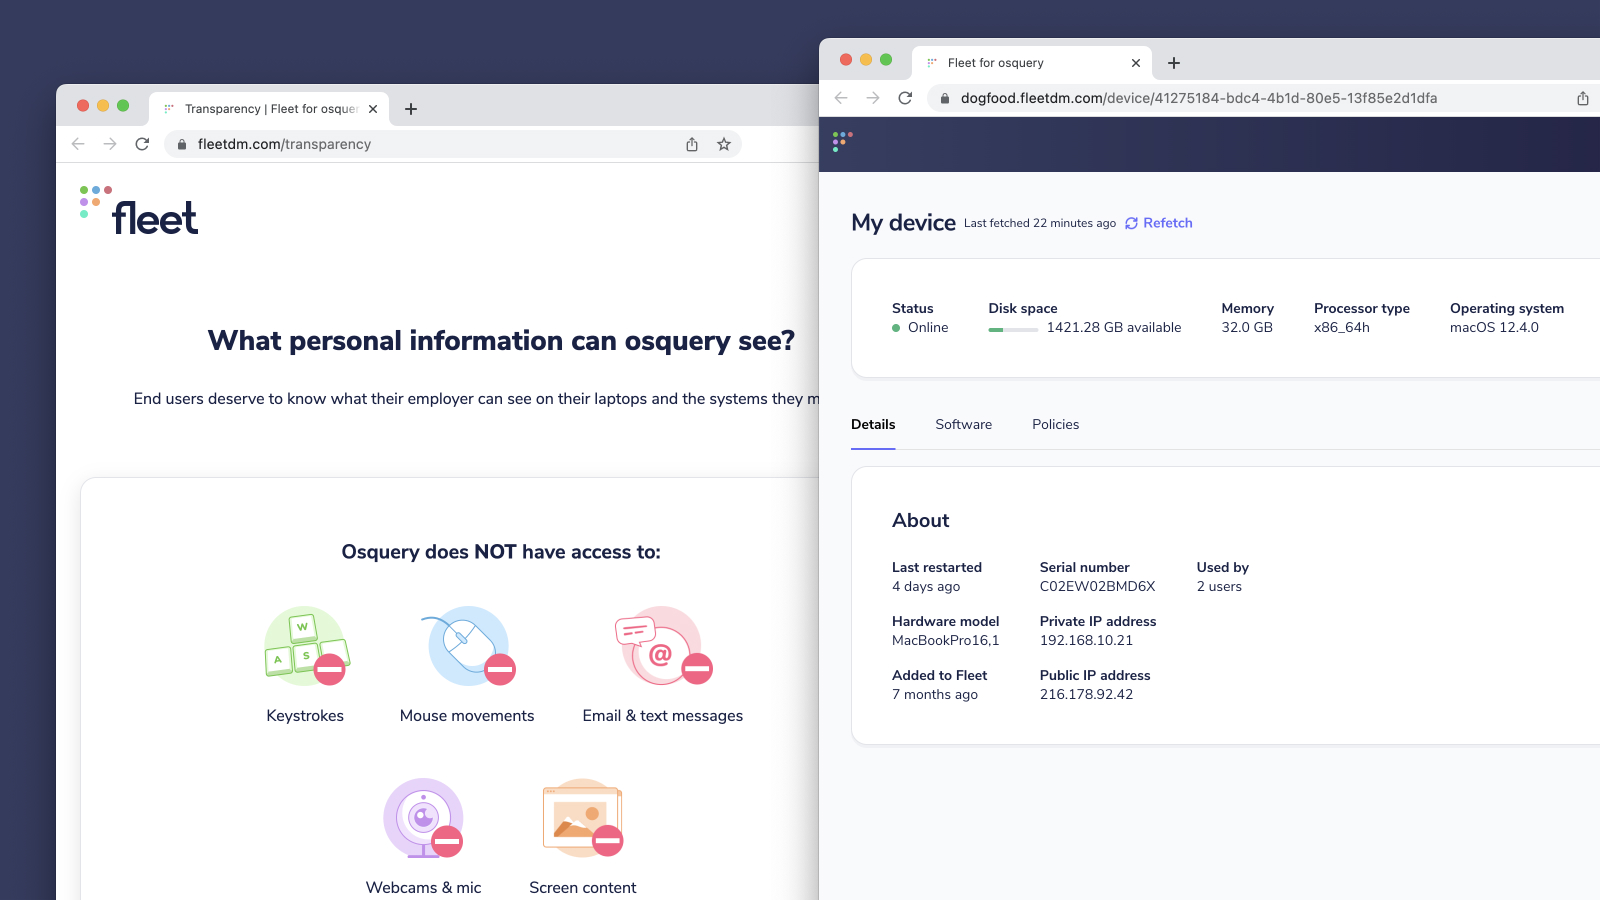 Transparency | Fleet for osquer
fleetdm.com/transparency
fleet
What personal information can osquery see?
End users deserve to know what their employer can see on their laptops and the systems they m
Osquery does NOT have access to:
W
A S
@
Keystrokes Mouse movements Email & text messages
Webcams & mic Screen content
Fleet for osquery
dogfood.fleetdm.com/device/41275184-bdc4-4b1d-80e5-13f85e2d1dfa
My device Last fetched 22 minutes ago Refetch
Status Disk space Memory Processor type Operating system
Online 1421.28 GB available 32.0 GB x86_64h macOS 12.4.0
Details Software Policies
About
Last restarted Serial number Used by
4 days ago C02EW02BMD6X 2 users
Hardware model Private IP address
MacBookPro16,1 192.168.10.21
Added to Fleet Public IP address
7 months ago 216.178.92.42